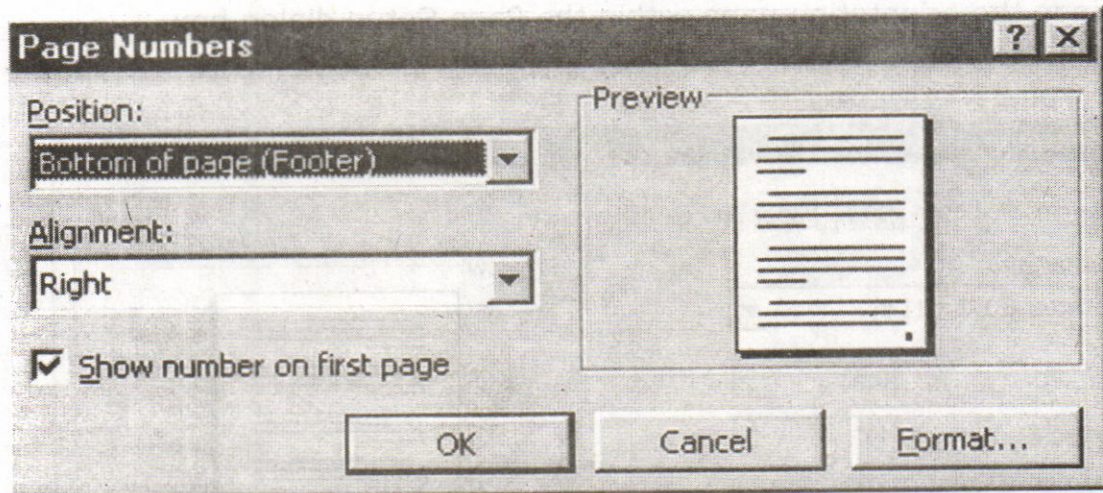 Page Numbers
Position:
Bottom of page (Footer)
Alignment:
Right
Show number on first page
Preview
OK
Cancel
Format...